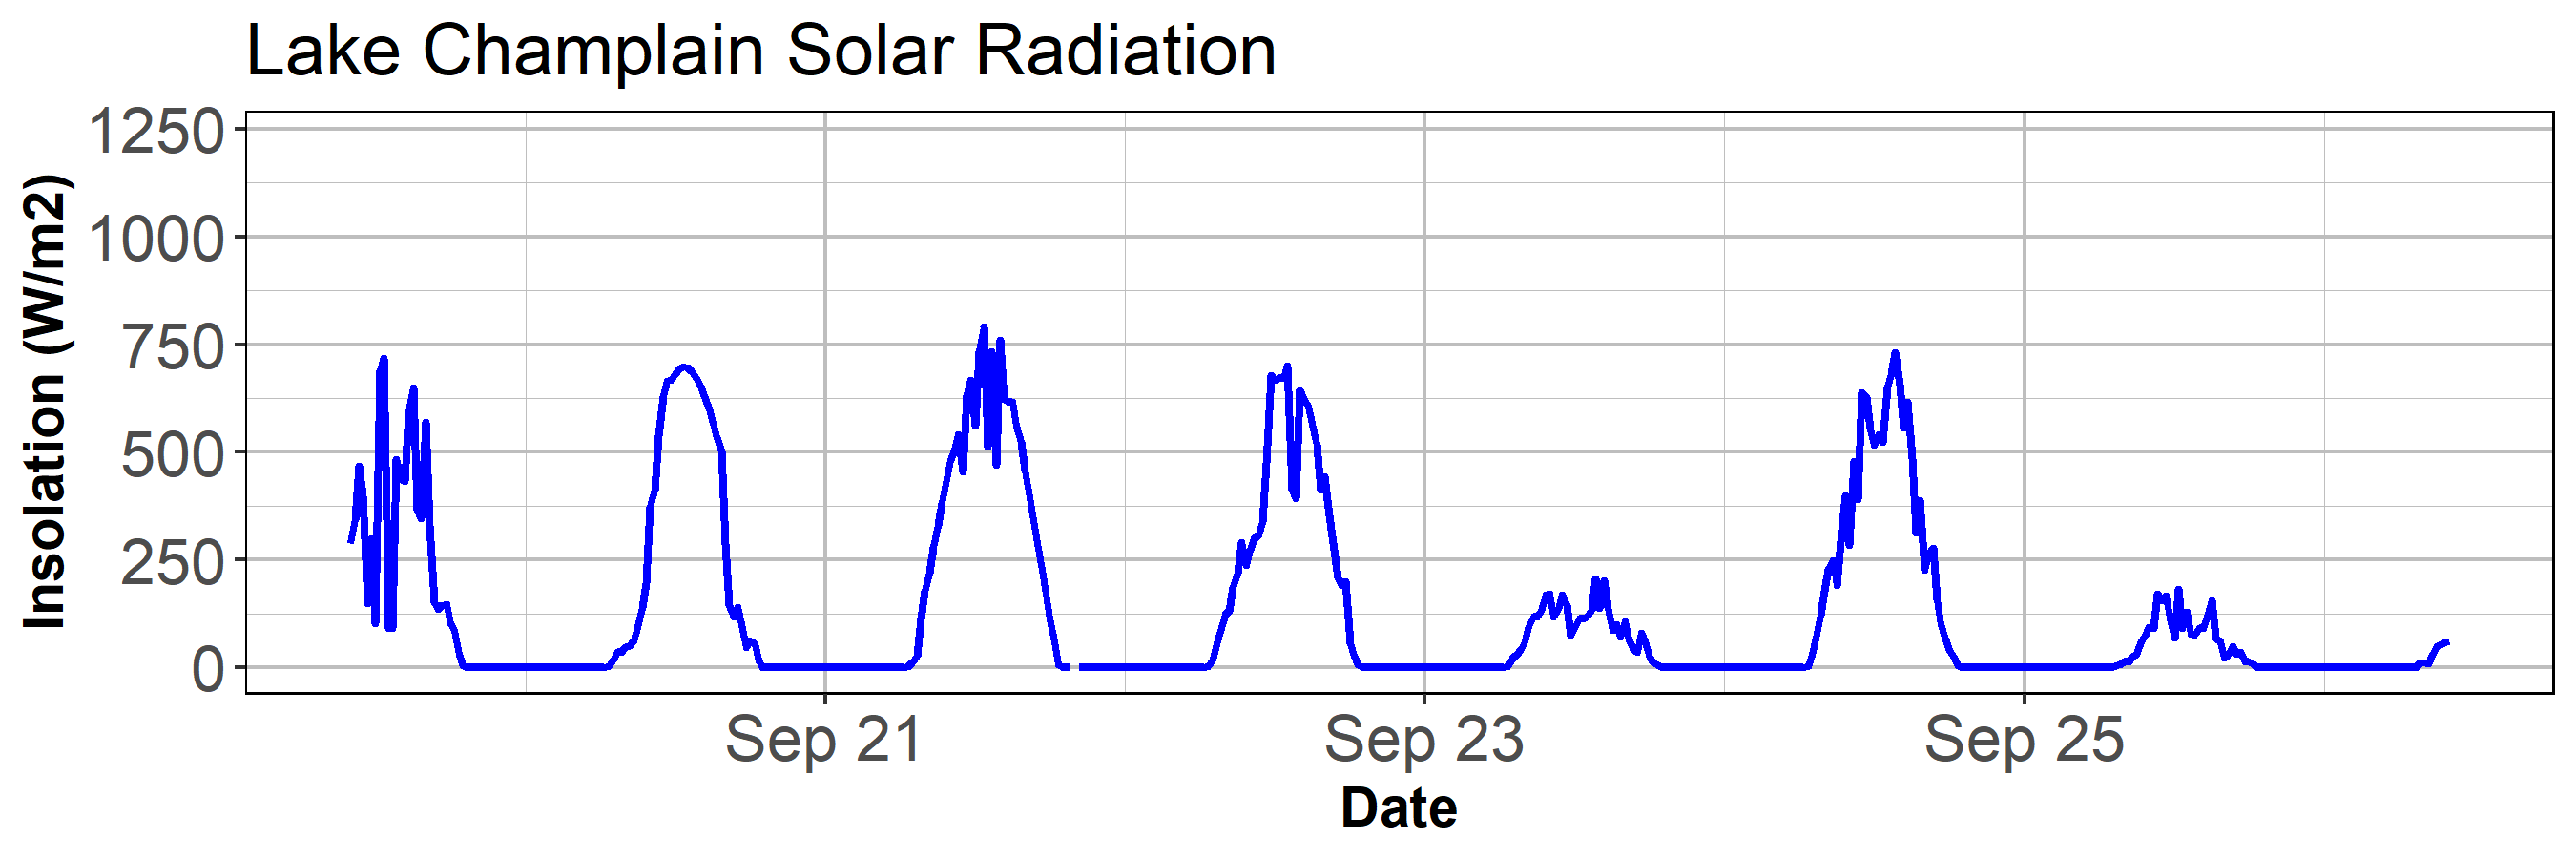 Lake Champlain Solar Radiation
Insolation (W/m2)
1250
1000
750
500
250
0
Sep 21 Sep 23 Sep 25
Date